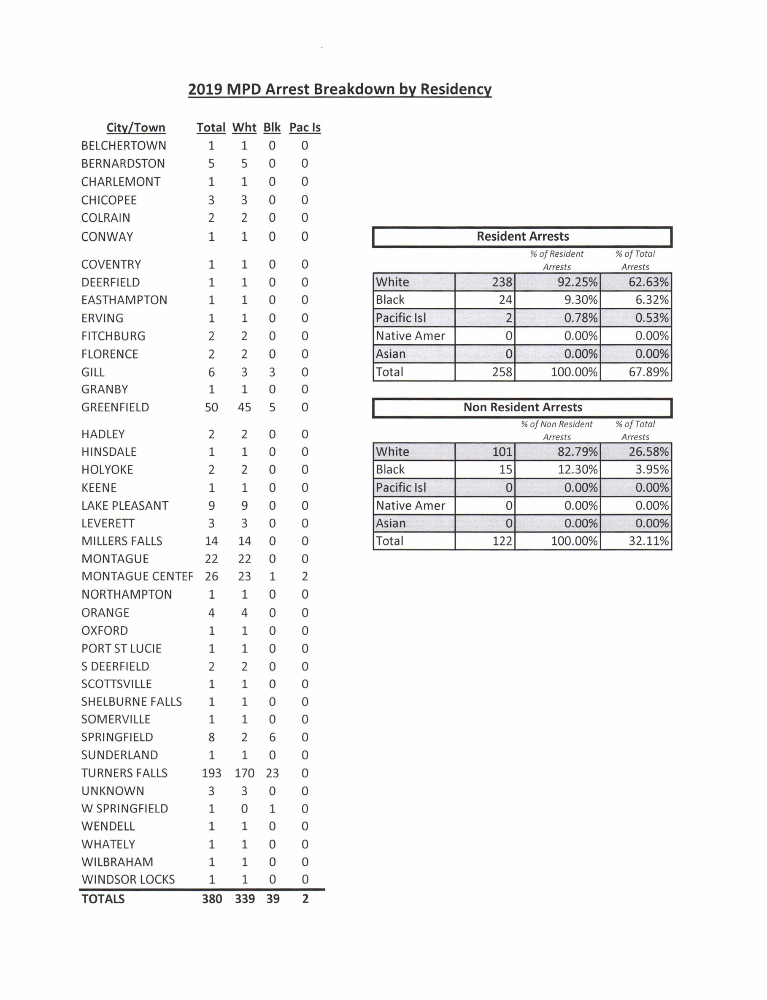 2019 MPD Arrest Breakdown by Residency
City/Town Total Wht Blk Pac Is
BELCHERTOWN 1 1 0 0
BERNARDSTON 5 5 0 0
CHARLEMONT 1 1 0 0
CHICOPEE 3 3 0 0
COLRAIN 2 2 0 0
CONWAY 1 1 0 0
COVENTRY 1 1 0 0
DEERFIELD 1 1 0 0
EASTHAMPTON 1 1 0 0
ERVING 1 1 0 0
FITCHBURG 2 2 0 0
FLORENCE 2 2 0 0
GILL 6 3 3 0
GRANBY 1 1 0 0
GREENFIELD 50 45 5 0
HADLEY 2 2 0 0
HINSDALE 1 1 0 0
HOLYOKE 2 2 0 0
KEENE 1 1 0 0
LAKE PLEASANT 9 9 0 0
LEVERETT 3 3 0 0
MILLERS FALLS 14 14 0 0
MONTAGUE 22 22 0 0
MONTAGUE CENTER 26 23 1 2
NORTHAMPTON 1 1 0 0
ORANGE 4 4 0 0
OXFORD 1 1 0 0
PORT ST LUCIE 1 1 0 0
S DEERFIELD 2 2 0 0
SCOTTSVILLE 1 1 0 0
SHELBURNE FALLS 1 1 0 0
SOMERVILLE 1 1 0 0
SPRINGFIELD 8 2 6 0
SUNDERLAND 1 1 0 0
TURNERS FALLS 193 170 23 0
UNKNOWN 3 3 0 0
W SPRINGFIELD 1 0 1 0
WENDELL 1 1 0 0
WHATELY 1 1 0 0
WILBRAHAM 1 1 0 0
WINDSOR LOCKS 1 1 0 0
TOTALS 380 339 39 2
Resident Arrests
% of Resident % of Total
Arrests Arrests
White 238 92.25% 62.63%
Black 24 9.30% 6.32%
Pacific Isl 2 0.78% 0.53%
Native Amer 0 0.00% 0.00%
Asian 0 0.00% 0.00%
Total 258 100.00% 67.89%
Non Resident Arrests
% of Non Resident % of Total
Arrests Arrests
White 101 82.79% 26.58%
Black 15 12.30% 3.95%
Pacific Isl 0 0.00% 0.00%
Native Amer 0 0.00% 0.00%
Asian 0 0.00% 0.00%
Total 122 100.00% 32.11%